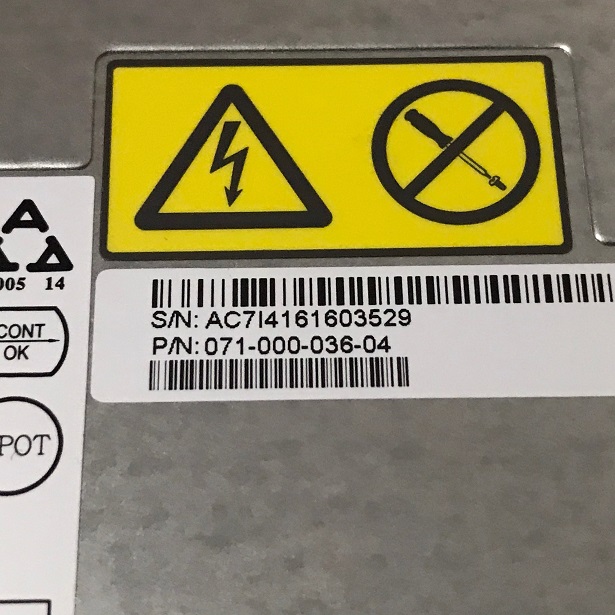 A
005 14
CONT
OK
POT
S/N: AC7I4161603529
P/N: 071-000-036-04